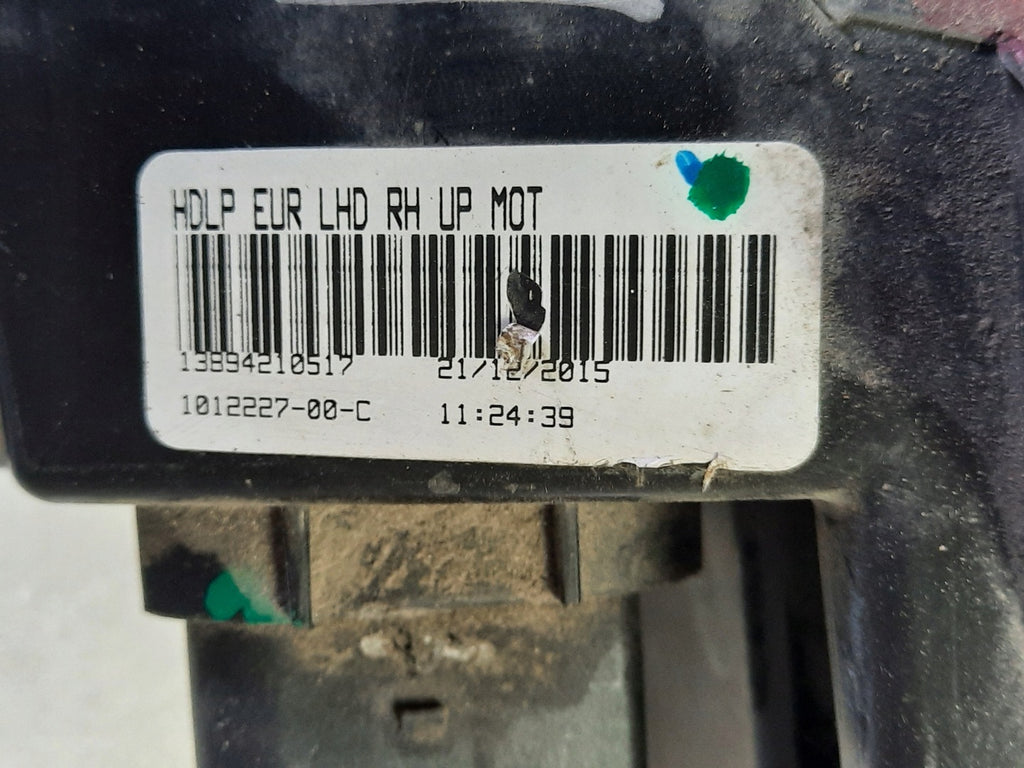 HDLP EUR LHD RH UP MOT
13894210517 21/12/2015
1012227-00-C 11:24:39